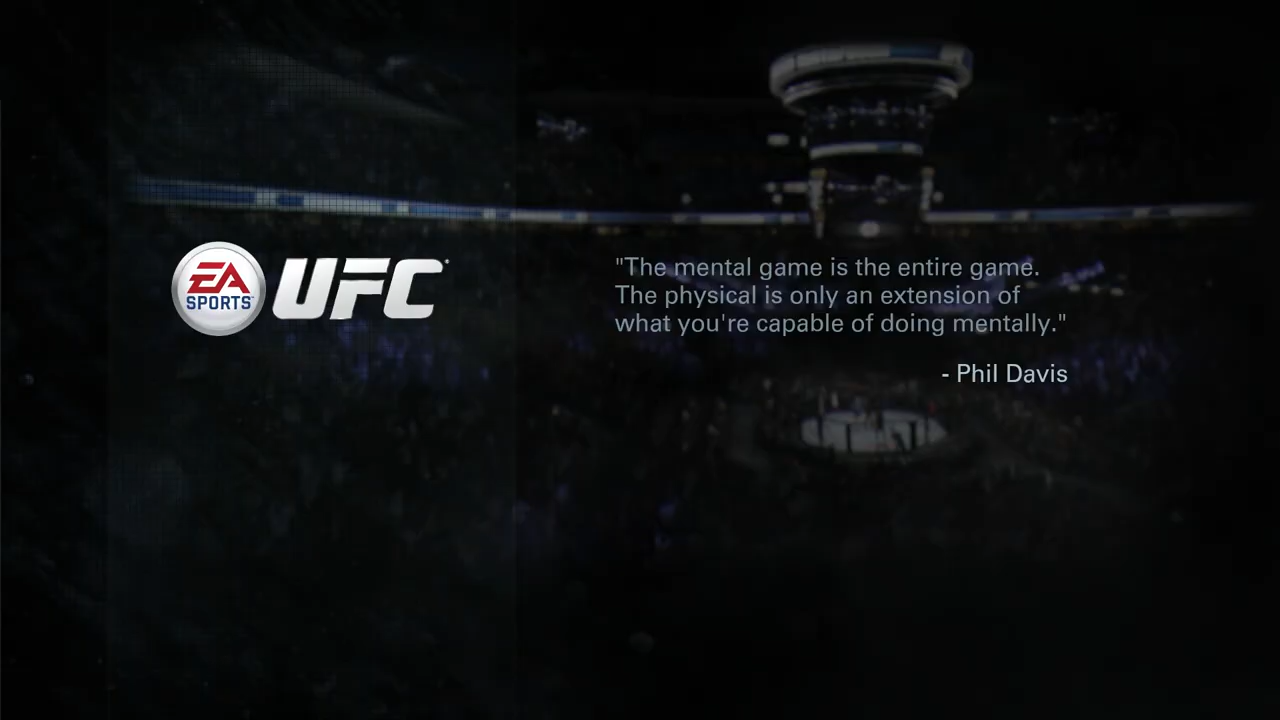 EA
SPORTS
UFC
"The mental game is the entire game.
The physical is only an extension of
what you're capable of doing mentally."
- Phil Davis